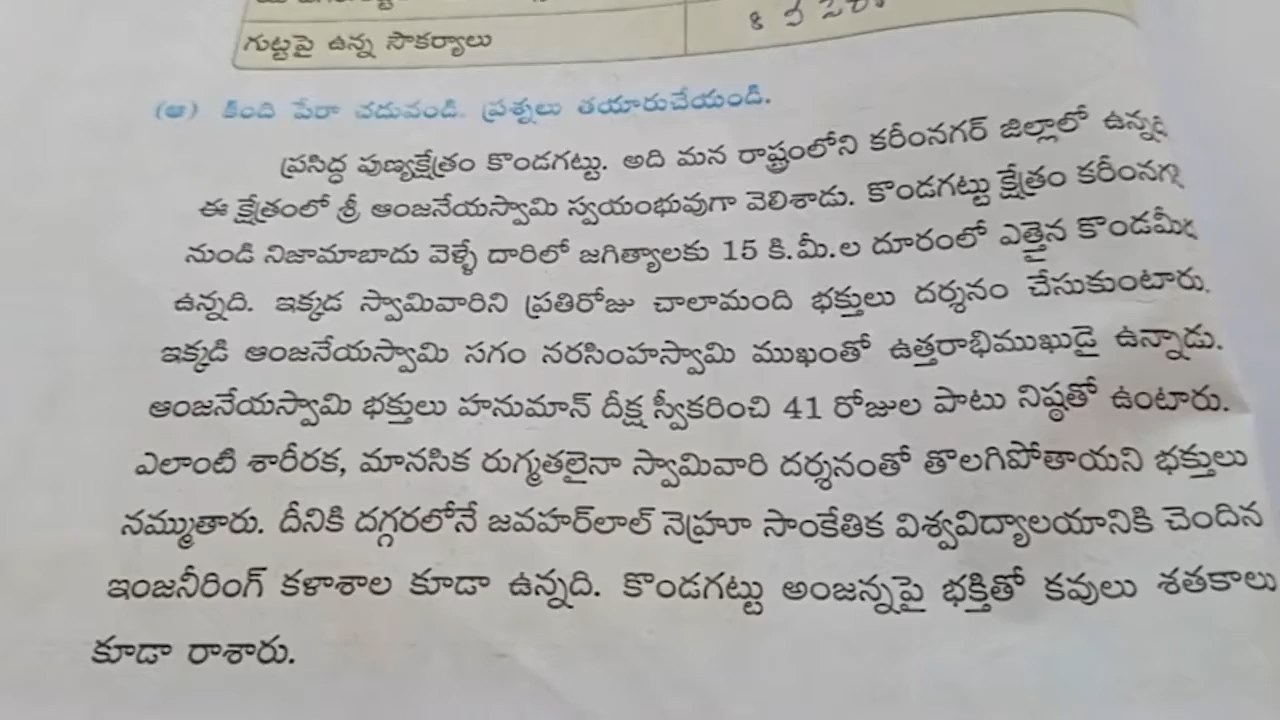 గుట్టపై ఉన్న సౌకర్యాలు
(ఆ) కింది పేరా చదువండి. ప్రశ్నలు తయారుచేయండి.
ప్రసిద్ధ పుణ్యక్షేత్రం కొండగట్టు. అది మన రాష్ట్రంలోని కరీంనగర్ జిల్లాలో
ఈ క్షేత్రంలో శ్రీ ఆంజనేయస్వామి స్వయంభువుగా వెలిశాడు. కొండగట్టు క్షేత్రం
నుండి నిజామాబాదు వెళ్ళే దారిలో జగిత్యాలకు 15 కి.మీ.ల దూరంలో ఎత్తైన
ఉన్నది. ఇక్కడ స్వామివారిని ప్రతిరోజు చాలామంది భక్తులు దర్శనం చేసుకుంటారు.
ఇక్కడి ఆంజనేయస్వామి సగం నరసింహస్వామి ముఖంతో ఉత్తరాభిముఖుడై ఉన్నాడు.
ఆంజనేయస్వామి భక్తులు హనుమాన్ దీక్ష స్వీకరించి 41 రోజుల పాటు నిష్ఠతో ఉంటారు.
ఎలాంటి శారీరక, మానసిక రుగ్మతలైనా స్వామివారి దర్శనంతో తొలగిపోతాయని భక్తులు
నమ్ముతారు. దీనికి దగ్గరలోనే జవహర్‌లాల్ నెహ్రూ సాంకేతిక విశ్వవిద్యాలయానికి చెందిన
ఇంజనీరింగ్ కళాశాల కూడా ఉన్నది. కొండగట్టు అంజన్నపై భక్తితో కవులు శతకాలు
కూడా రాశారు.